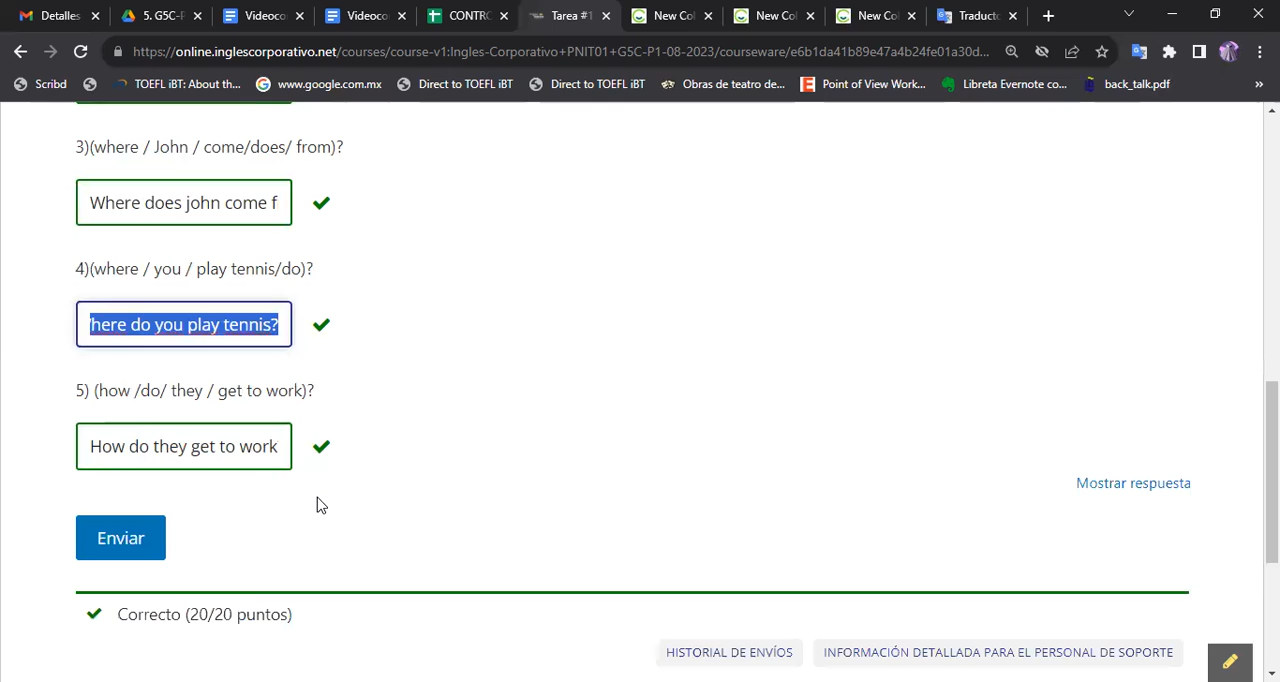 Detalles
5. G5C-P
Videoco
Videoco
CONTRO
Tarea #1
New Col
New Col
New Col
Traducto
https://online.inglescorporativo.net/courses/course-v1:Ingles-Corporativo+PNIT01+G5C-P1-08-2023/courseware/e6b1da41b89e47a4b24fe01a30d...
Scribd
TOEFL iBT: About th...
www.google.com.mx
Direct to TOEFL iBT
Direct to TOEFL iBT
Obras de teatro de...
Point of View Work...
Libreta Evernote co...
back_talk.pdf
»
3)(where / John / come/does/ from)?
Where does john come f
4)(where / you / play tennis/do)?
here do you play tennis?
5) (how /do/ they / get to work)?
How do they get to work
Mostrar respuesta
Enviar
Correcto (20/20 puntos)
HISTORIAL DE ENVÍOS
INFORMACIÓN DETALLADA PARA EL PERSONAL DE SOPORTE